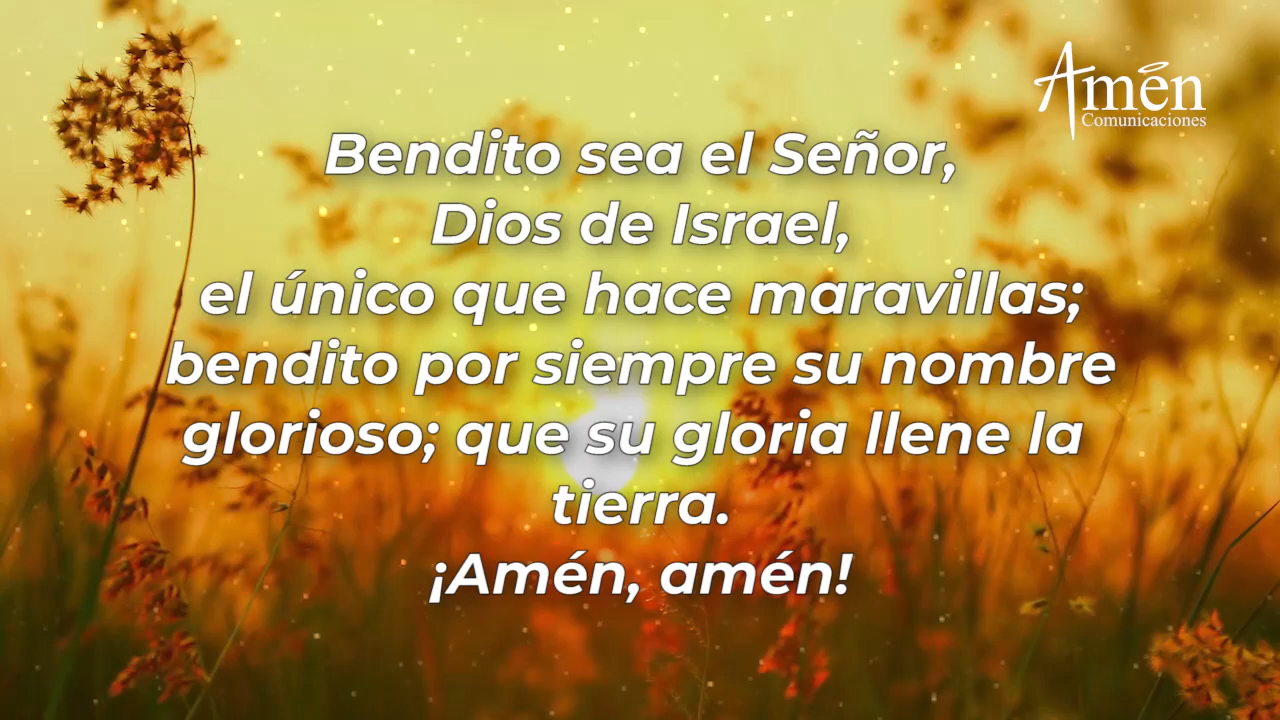 Amén
Comunicaciones
Bendito sea el Señor,
Dios de Israel,
el único que hace maravillas;
bendito por siempre su nombre
glorioso; que su gloria llene la
tierra.
¡Amén, amén!